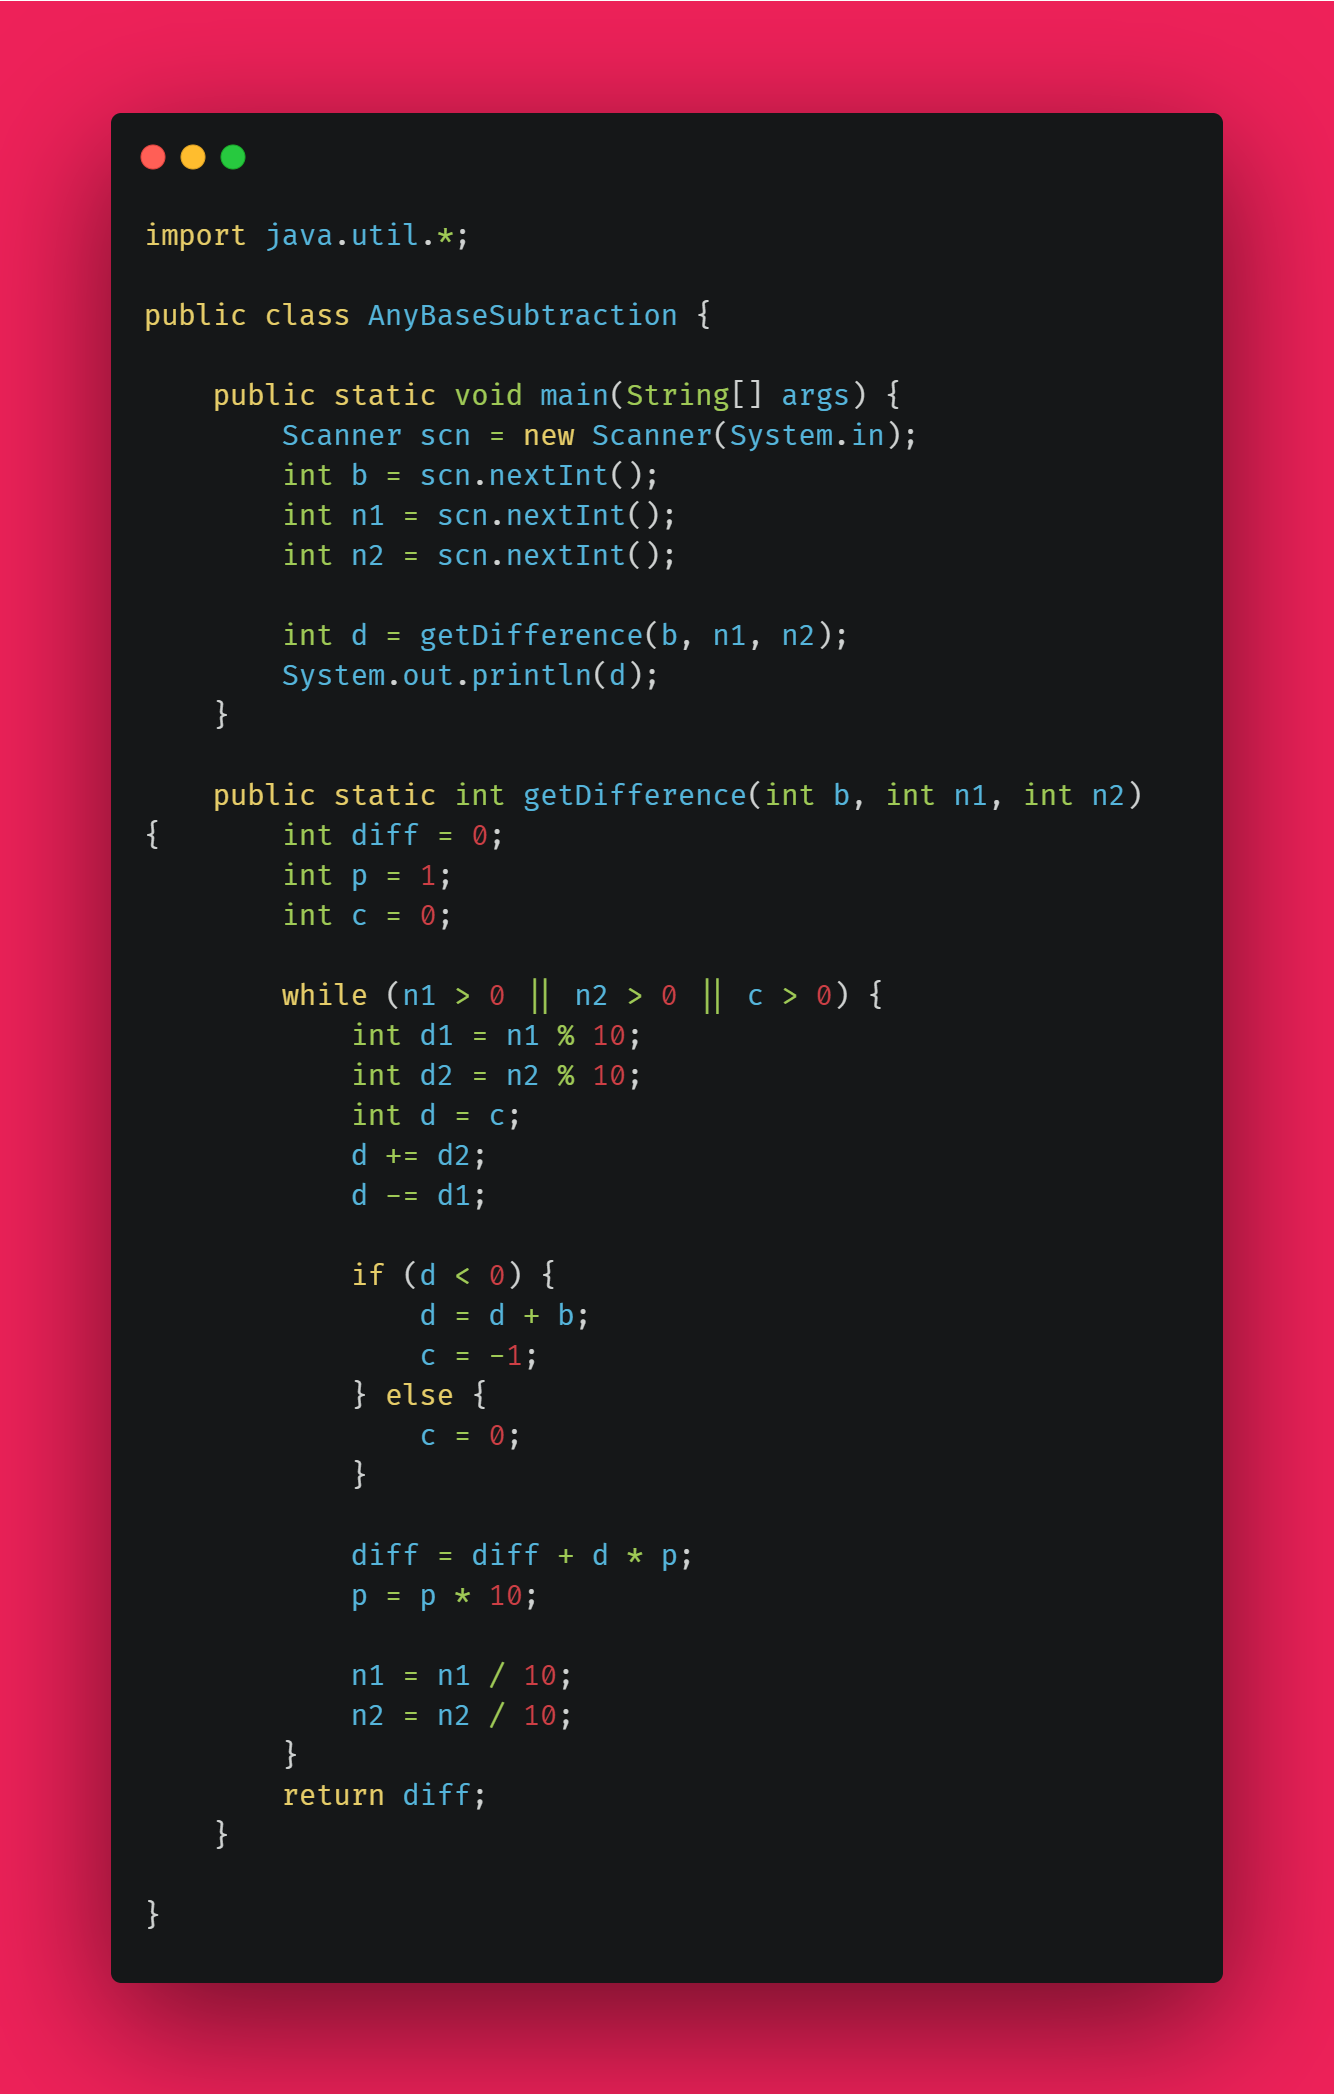 import java.util.*;

public class AnyBaseSubtraction {

    public static void main(String[] args) {
        Scanner scn = new Scanner(System.in);
        int b = scn.nextInt();
        int n1 = scn.nextInt();
        int n2 = scn.nextInt();

        int d = getDifference(b, n1, n2);
        System.out.println(d);
    }

    public static int getDifference(int b, int n1, int n2)
{       int diff = 0;
        int p = 1;
        int c = 0;

        while (n1 > 0 || n2 > 0 || c > 0) {
            int d1 = n1 % 10;
            int d2 = n2 % 10;
            int d = c;
            d += d2;
            d -= d1;

            if (d < 0) {
                d = d + b;
                c = -1;
            } else {
                c = 0;
            }

            diff = diff + d * p;
            p = p * 10;

            n1 = n1 / 10;
            n2 = n2 / 10;
        }
        return diff;
    }

}